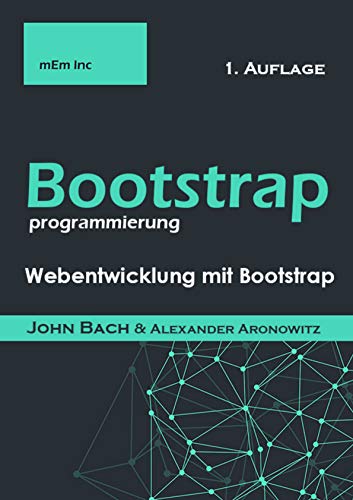 mEm Inc
1. Auflage
Bootstrap
programmierung
Webentwicklung mit Bootstrap
John Bach & Alexander Aronowitz